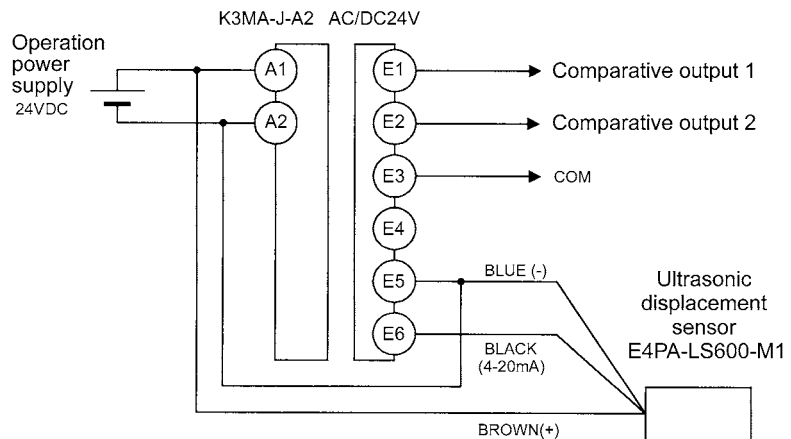 K3MA-J-A2 AC/DC24V
Operation
power
supply
24VDC
A1
A2
E1
E2
E3
E4
E5
E6
Comparative output 1
Comparative output 2
COM
BLUE (-)
BLACK
(4-20mA)
BROWN(+)
Ultrasonic
displacement
sensor
E4PA-LS600-M1